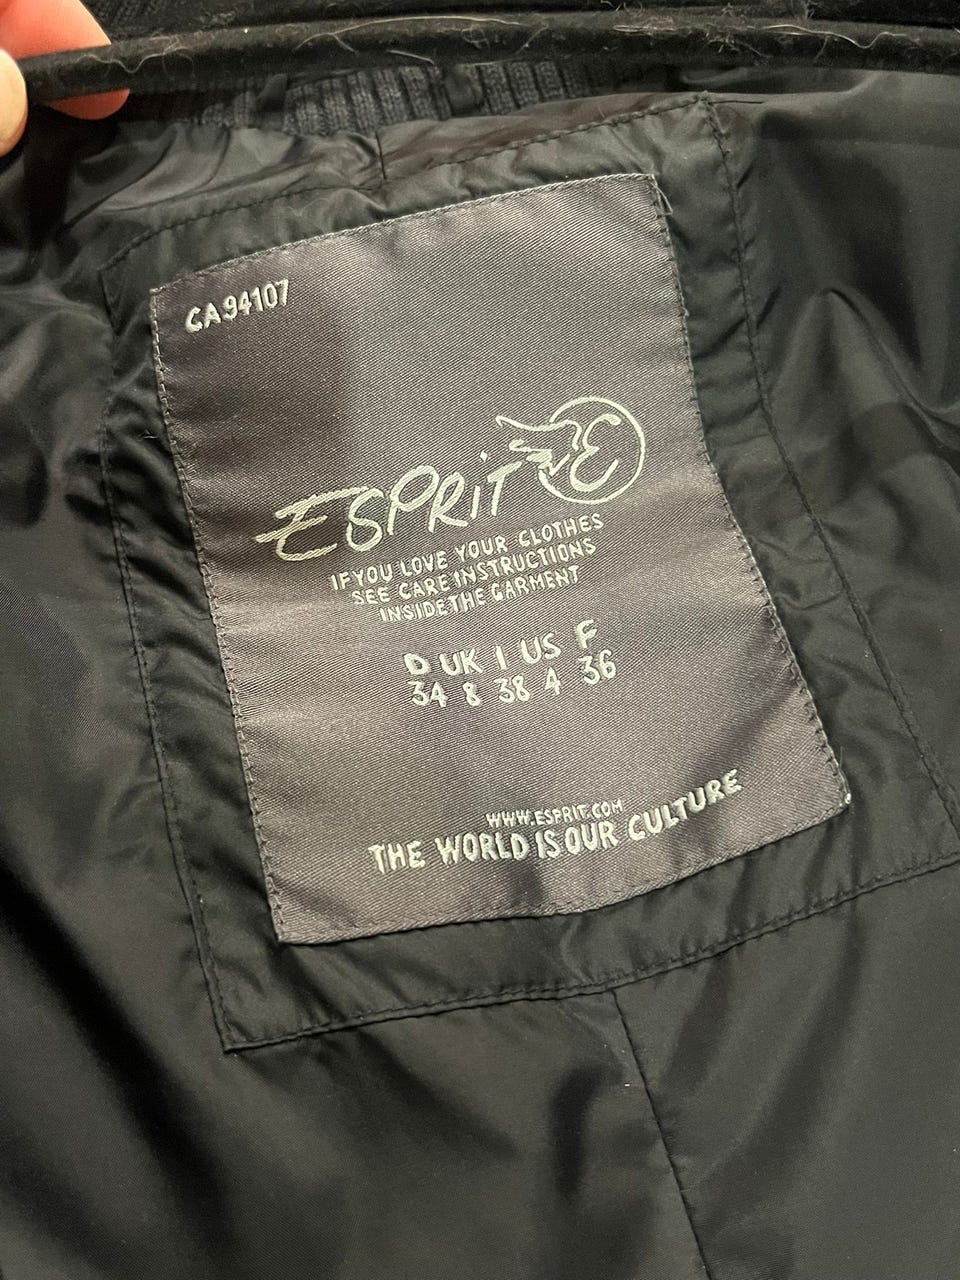 CA94107
ESPRIT E
IF YOU LOVE YOUR CLOTHES
SEE CARE INSTRUCTIONS
INSIDE THE GARMENT
D UK I US F
34 8 38 4 36
WWW.ESPRIT.COM
THE WORLD IS OUR CULTURE